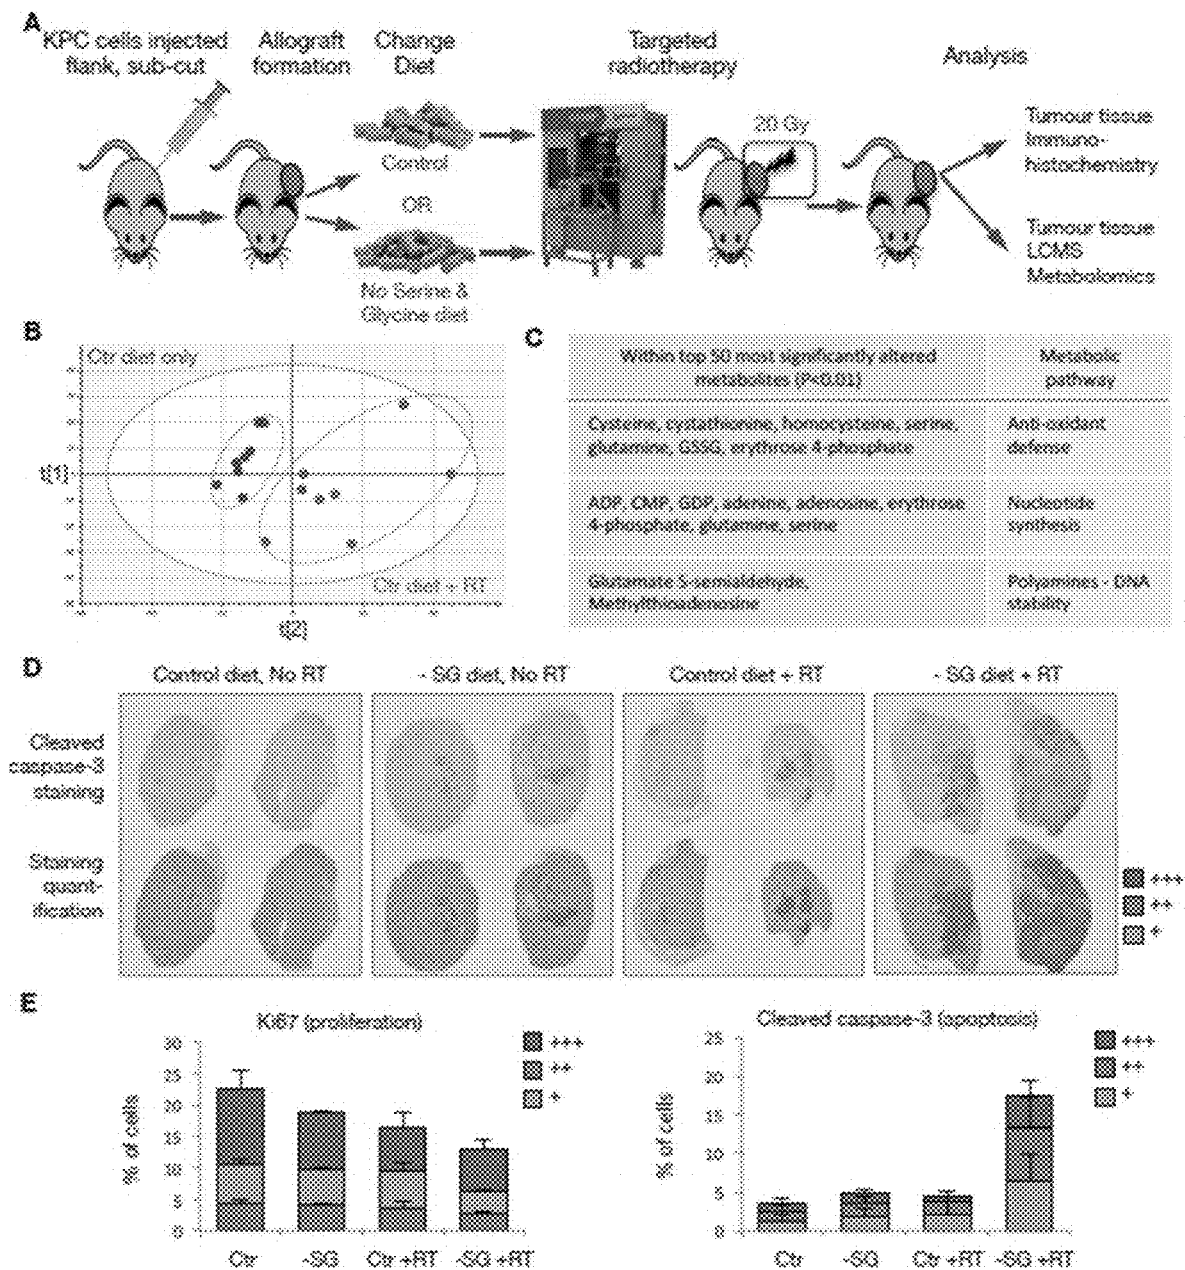 A
KPC cells injected
flank, sub-cut
Allograft
formation
Change
Diet
Targeted
radiotherapy
Analysis
Control
OR
No Serine &
Glycine diet
20 Gy
Tumour tissue
Immuno-
histochemistry
Tumour tissue
LCMS
Metabolomics
B
Ctr diet only
t[1]
Ctr diet + RT
t[2]
C
Within top 50 most significantly altered
metabolites (P<0.01)
Metabolic
pathway
Cysteine, cystathionine, homocysteine, serine,
glutamine, GSSG, erythrose 4-phosphate
Anti-oxidant
defense
ADP, CMP, GDP, adenine, adenosine, erythrose
4-phosphate, glutamine, serine
Nucleotide
synthesis
Glutamate 5-semialdehyde,
Methylthioadenosine
Polyamines - DNA
stability
D
Control diet, No RT
- SG diet, No RT
Control diet + RT
- SG diet + RT
Cleaved
caspase-3
staining
Staining
quant-
ification
+++
++
+
E
Ki67 (proliferation)
% of cells
30
25
20
15
10
5
0
Ctr
-SG
Ctr +RT
-SG +RT
+++
++
+
Cleaved caspase-3 (apoptosis)
% of cells
25
20
15
10
5
0
Ctr
-SG
Ctr +RT
-SG +RT
+++
++
+